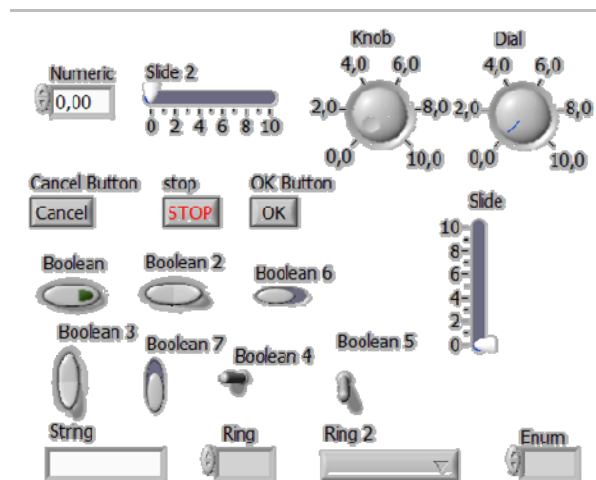 Knob Dial
Numeric Slide 2 4,0 6,0 4,0 6,0
0,00
0 2 4 6 8 10
2,0 8,0 2,0 8,0
0,0 10,0 0,0 10,0
Cancel Button stop OK Button
Cancel STOP OK
Slide
10
8
6
4
2
0
Boolean Boolean 2 Boolean 6
Boolean 3 Boolean 7 Boolean 4 Boolean 5
String Ring Ring 2 Enum